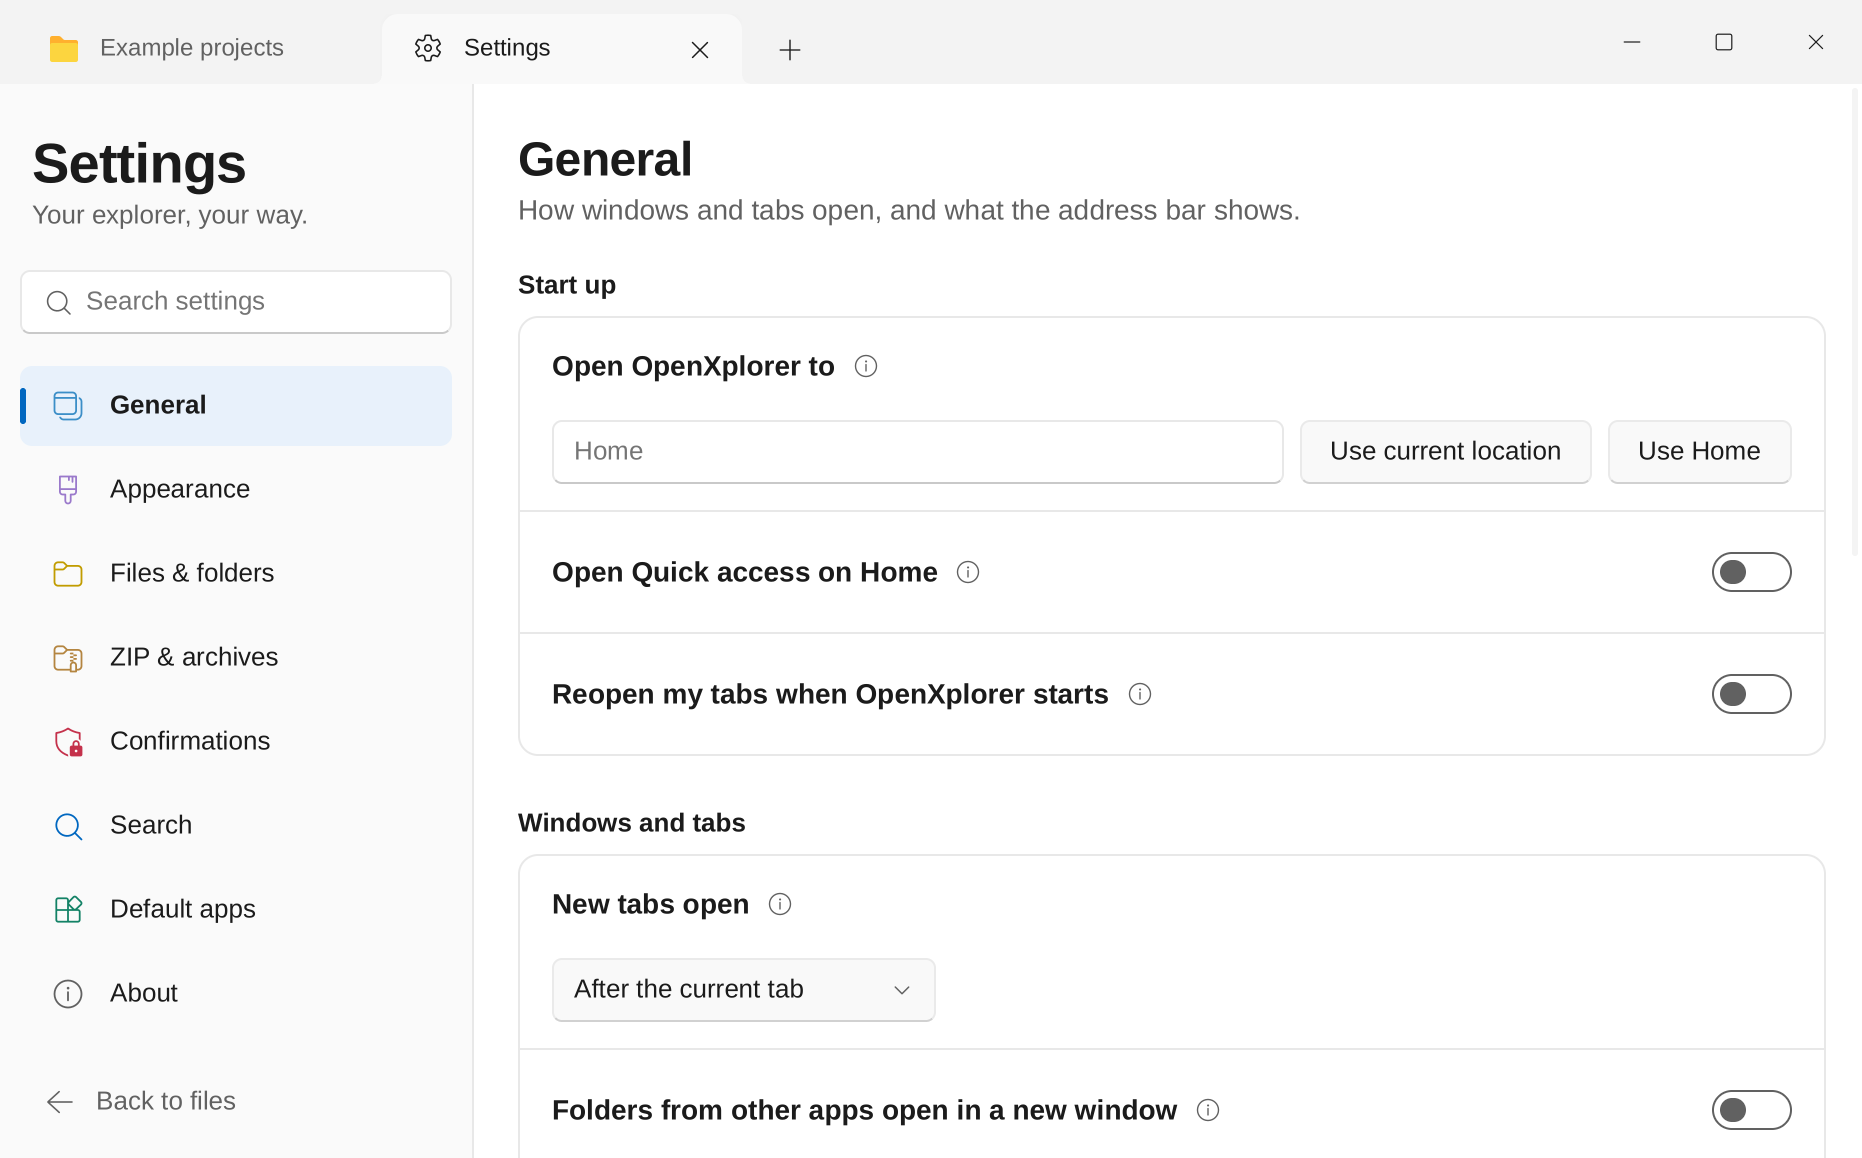 Example projects
Settings
Settings
Your explorer, your way.
Search settings
General
Appearance
Files & folders
ZIP & archives
Confirmations
Search
Default apps
About
Back to files
General
How windows and tabs open, and what the address bar shows.
Start up
Open OpenXplorer to
Home
Use current location
Use Home
Open Quick access on Home
Reopen my tabs when OpenXplorer starts
Windows and tabs
New tabs open
After the current tab
Folders from other apps open in a new window